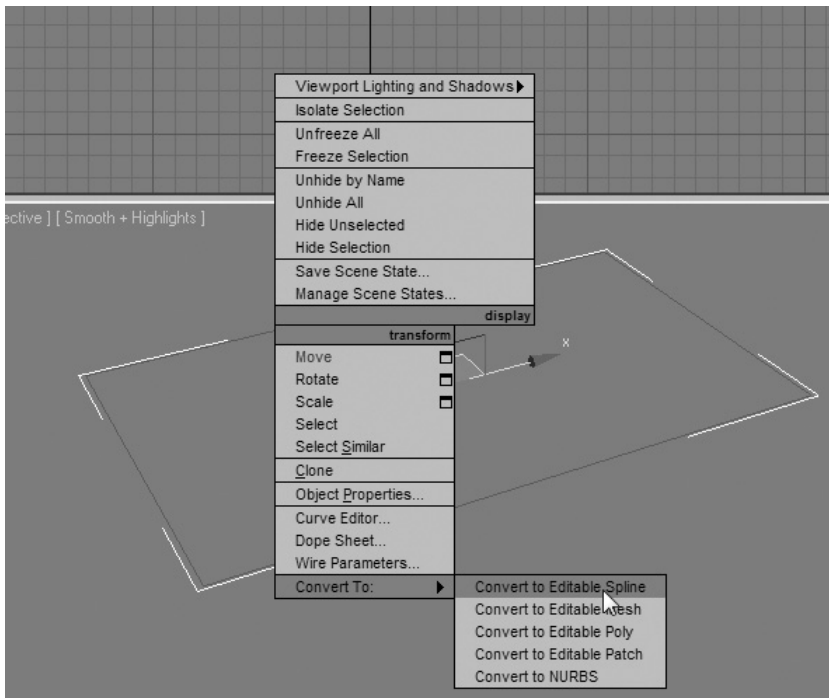 Viewport Lighting and Shadows
Isolate Selection
Unfreeze All
Freeze Selection
Unhide by Name
Unhide All
Hide Unselected
Hide Selection
Save Scene State...
Manage Scene States...
display
ective ] [ Smooth + Highlights ]
transform
Move
Rotate
Scale
Select
Select Similar
Clone
Object Properties...
Curve Editor...
Dope Sheet...
Wire Parameters...
Convert To:
x
Convert to Editable Spline
Convert to Editable Mesh
Convert to Editable Poly
Convert to Editable Patch
Convert to NURBS